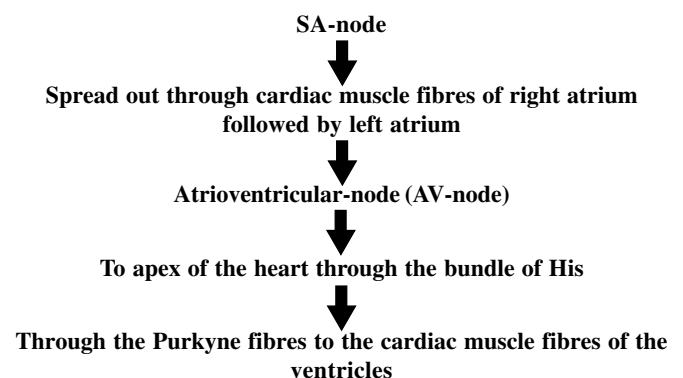 SA-node
Spread out through cardiac muscle fibres of right atrium
followed by left atrium
Atrioventricular-node (AV-node)
To apex of the heart through the bundle of His
Through the Purkyne fibres to the cardiac muscle fibres of the
ventricles